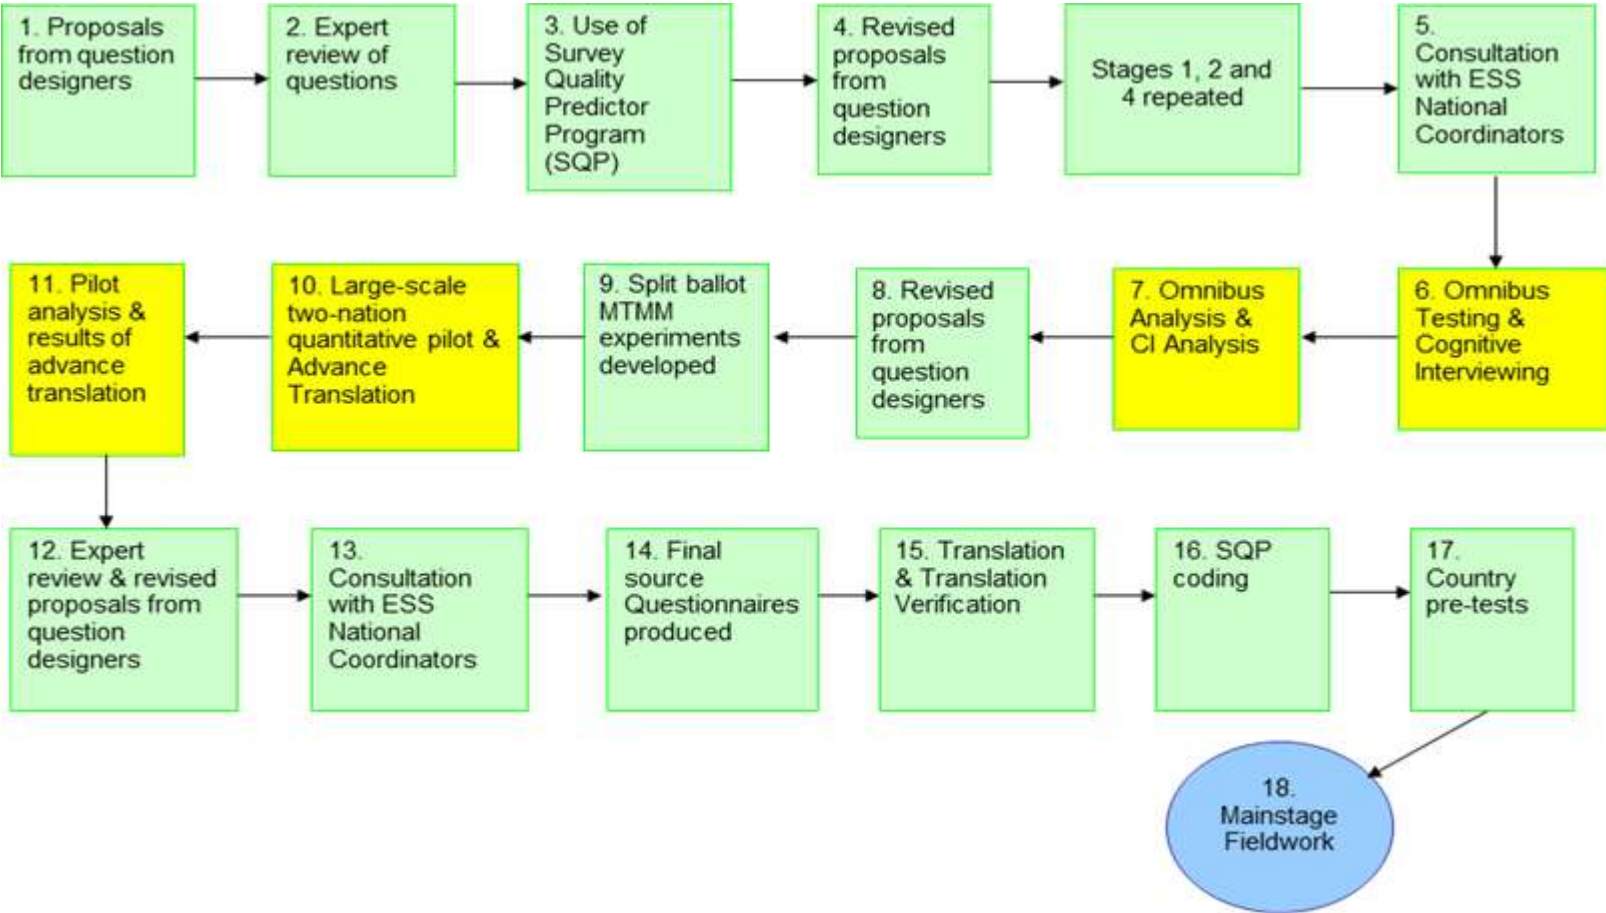 1. Proposals
from question
designers
2. Expert
review of
questions
3. Use of
Survey
Quality
Predictor
Program
(SQP)
4. Revised
proposals
from
question
designers
Stages 1, 2 and
4 repeated
5.
Consultation
with ESS
National
Coordinators
6. Omnibus
Testing &
Cognitive
Interviewing
7. Omnibus
Analysis &
CI Analysis
8. Revised
proposals
from
question
designers
9. Split ballot
MTMM
experiments
developed
10. Large-scale
two-nation
quantitative pilot &
Advance
Translation
11. Pilot
analysis &
results of
advance
translation
12. Expert
review & revised
proposals from
question
designers
13.
Consultation
with ESS
National
Coordinators
14. Final
source
Questionnaires
produced
15. Translation
& Translation
Verification
16. SQP
coding
17.
Country
pre-tests
18.
Mainstage
Fieldwork